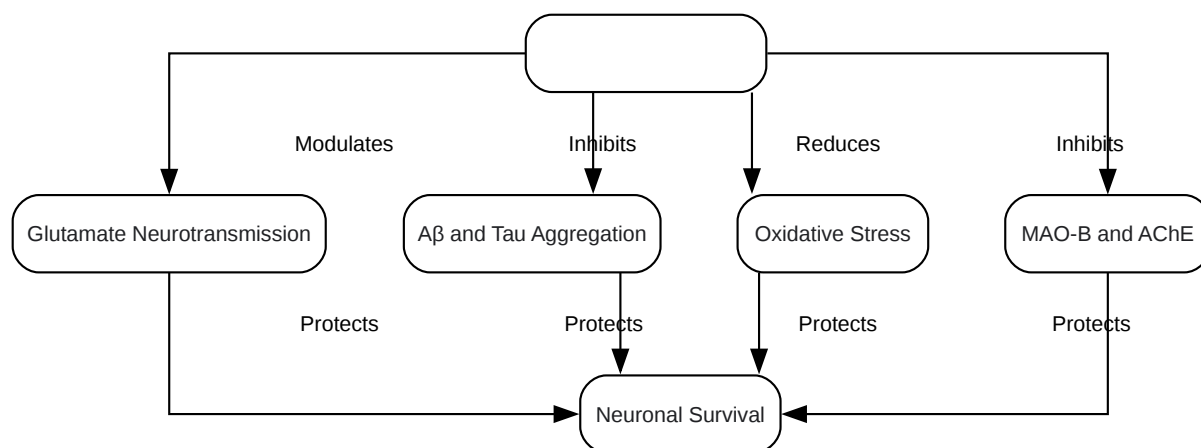 Modulates
Inhibits
Reduces
Inhibits
Glutamate Neurotransmission
Aβ and Tau Aggregation
Oxidative Stress
MAO-B and AChE
Protects
Protects
Protects
Protects
Neuronal Survival